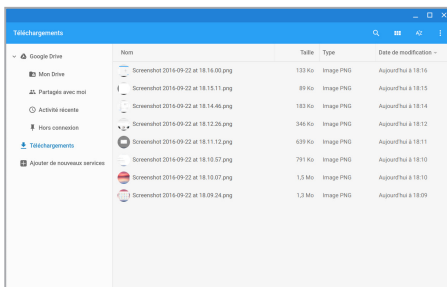 Téléchargements
AZ
Google Drive
Mon Drive
Partagés avec moi
Activité récente
Hors connexion
Téléchargements
Ajouter de nouveaux services
Nom Taille Type Date de modification
Screenshot 2016-09-22 at 18.16.00.png 133 Ko Image PNG Aujourd'hui à 18:16
Screenshot 2016-09-22 at 18.15.11.png 89 Ko Image PNG Aujourd'hui à 18:15
Screenshot 2016-09-22 at 18.14.46.png 183 Ko Image PNG Aujourd'hui à 18:14
Screenshot 2016-09-22 at 18.12.26.png 346 Ko Image PNG Aujourd'hui à 18:12
Screenshot 2016-09-22 at 18.11.12.png 639 Ko Image PNG Aujourd'hui à 18:11
Screenshot 2016-09-22 at 18.10.57.png 791 Ko Image PNG Aujourd'hui à 18:10
Screenshot 2016-09-22 at 18.10.07.png 1,5 Mo Image PNG Aujourd'hui à 18:10
Screenshot 2016-09-22 at 18.09.24.png 1,3 Mo Image PNG Aujourd'hui à 18:09